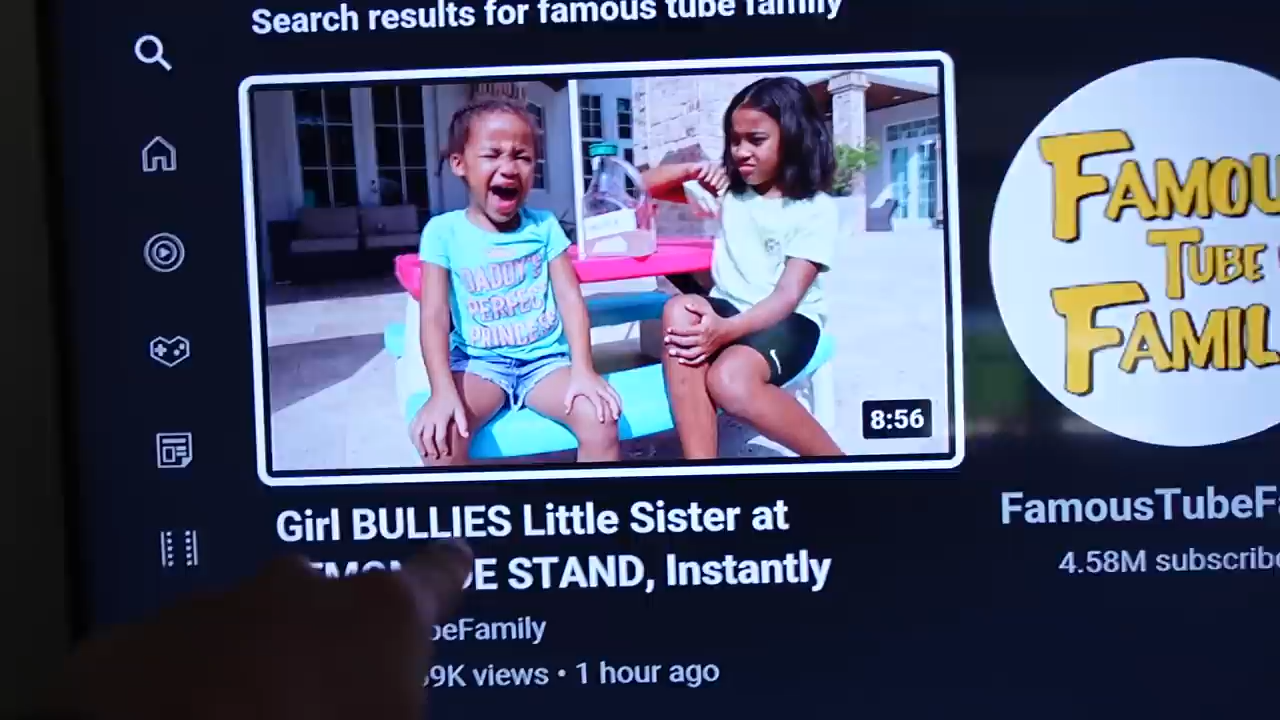 Search results for famous tube family
DADDY'S
PERFECT
PRINCESS
8:56
FAMOU
TUBE
FAMIL
Girl BULLIES Little Sister at
STAND, Instantly
beFamily
9K views • 1 hour ago
FamousTubeFa
4.58M subscribe